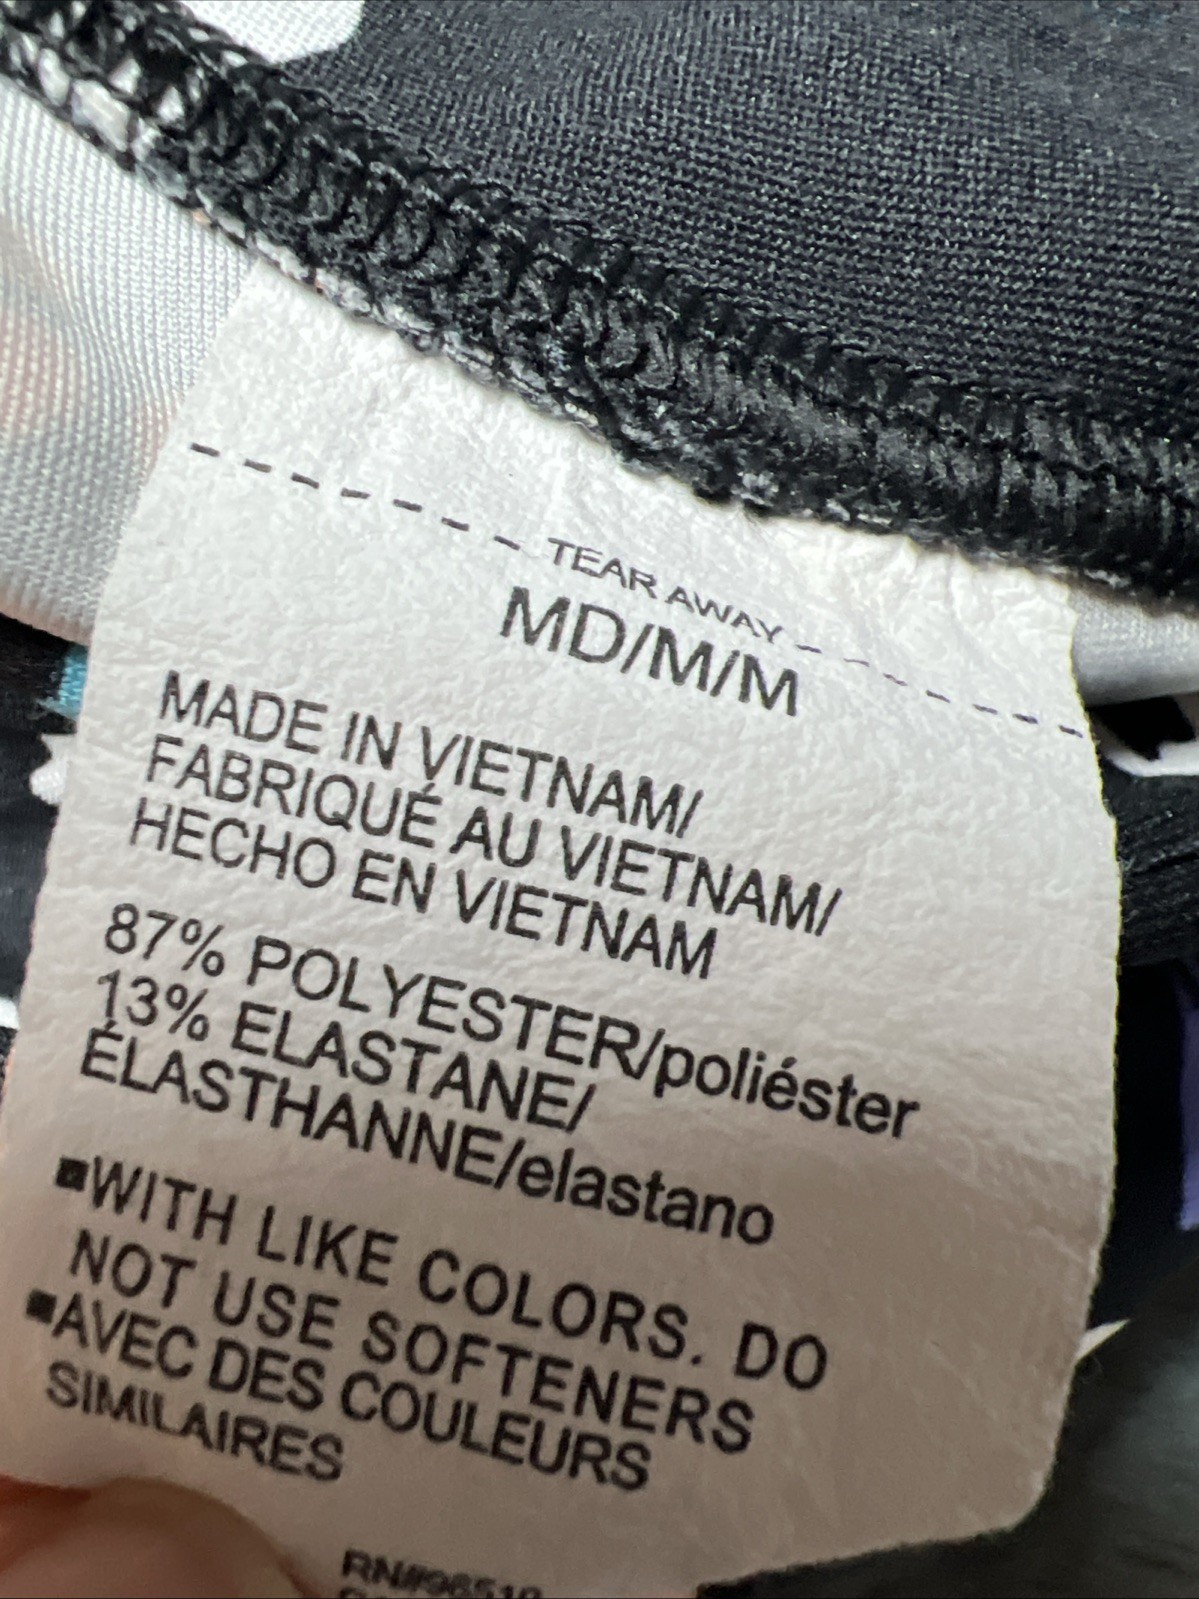 TEAR AWAY
MD/M/M
MADE IN VIETNAM/
FABRIQUÉ AU VIETNAM/
HECHO EN VIETNAM
87% POLYESTER/poliéster
13% ELASTANE/
ÉLASTHANNE/elastano
▪WITH LIKE COLORS. DO
NOT USE SOFTENERS
▪AVEC DES COULEURS
SIMILAIRES